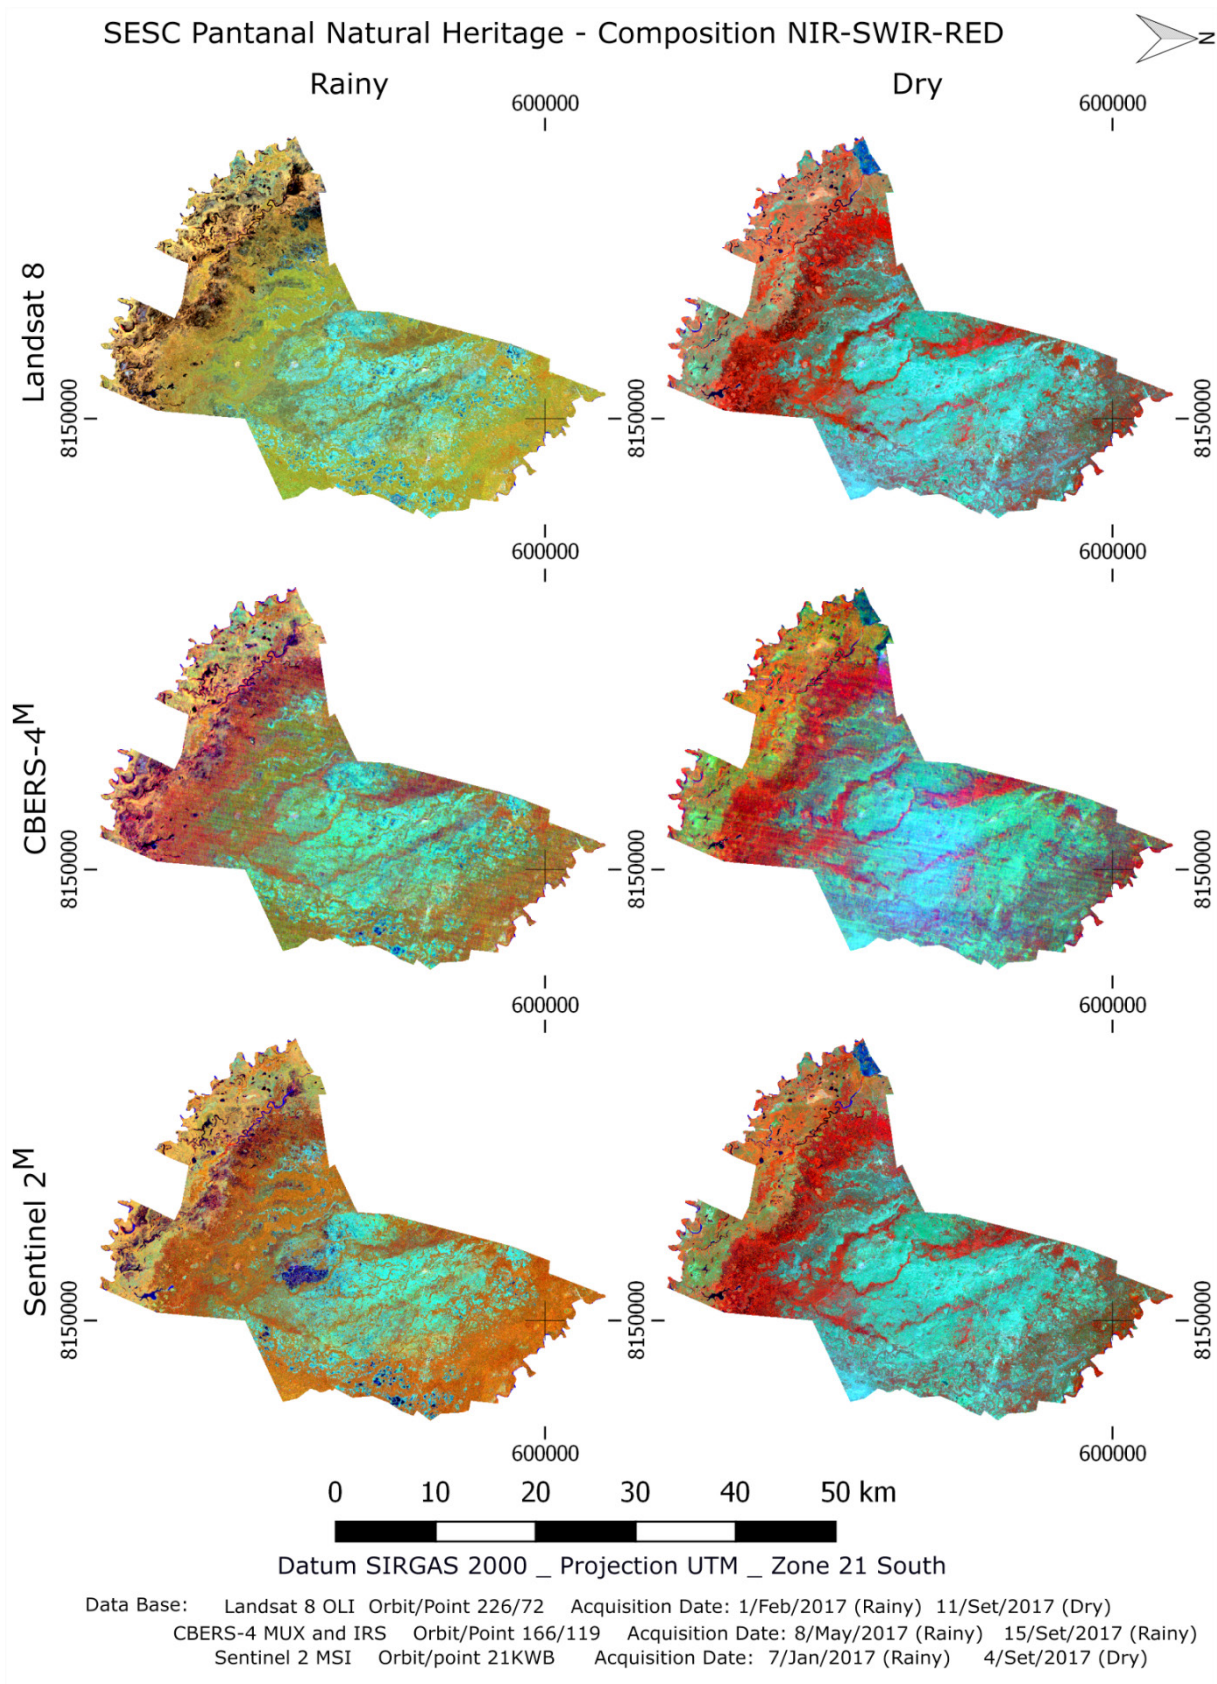 SESC Pantanal Natural Heritage - Composition NIR-SWIR-RED
N
Rainy
Dry
600000
600000
Landsat 8
8150000
8150000
8150000
600000
600000
CBERS-4M
8150000
8150000
8150000
600000
600000
600000
600000
Sentinel 2M
8150000
8150000
8150000
600000
600000
0 10 20 30 40 50 km
Datum SIRGAS 2000 _ Projection UTM _ Zone 21 South
Data Base: Landsat 8 OLI Orbit/Point 226/72 Acquisition Date: 1/Feb/2017 (Rainy) 11/Set/2017 (Dry)
CBERS-4 MUX and IRS Orbit/Point 166/119 Acquisition Date: 8/May/2017 (Rainy) 15/Set/2017 (Rainy)
Sentinel 2 MSI Orbit/point 21KWB Acquisition Date: 7/Jan/2017 (Rainy) 4/Set/2017 (Dry)